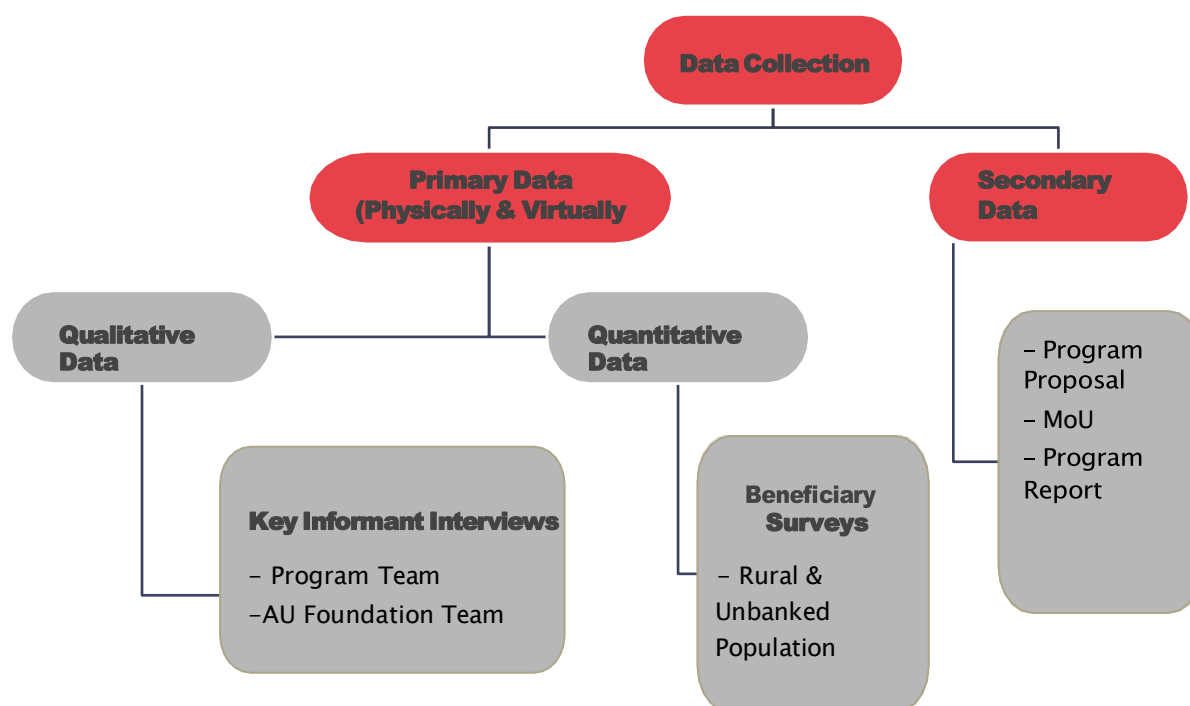 Data Collection
Primary Data
(Physically & Virtually
Secondary
Data
Qualitative
Data
Quantitative
Data
Key Informant Interviews
– Program Team
–AU Foundation Team
Beneficiary
Surveys
– Rural &
Unbanked
Population
– Program
Proposal
– MoU
– Program
Report